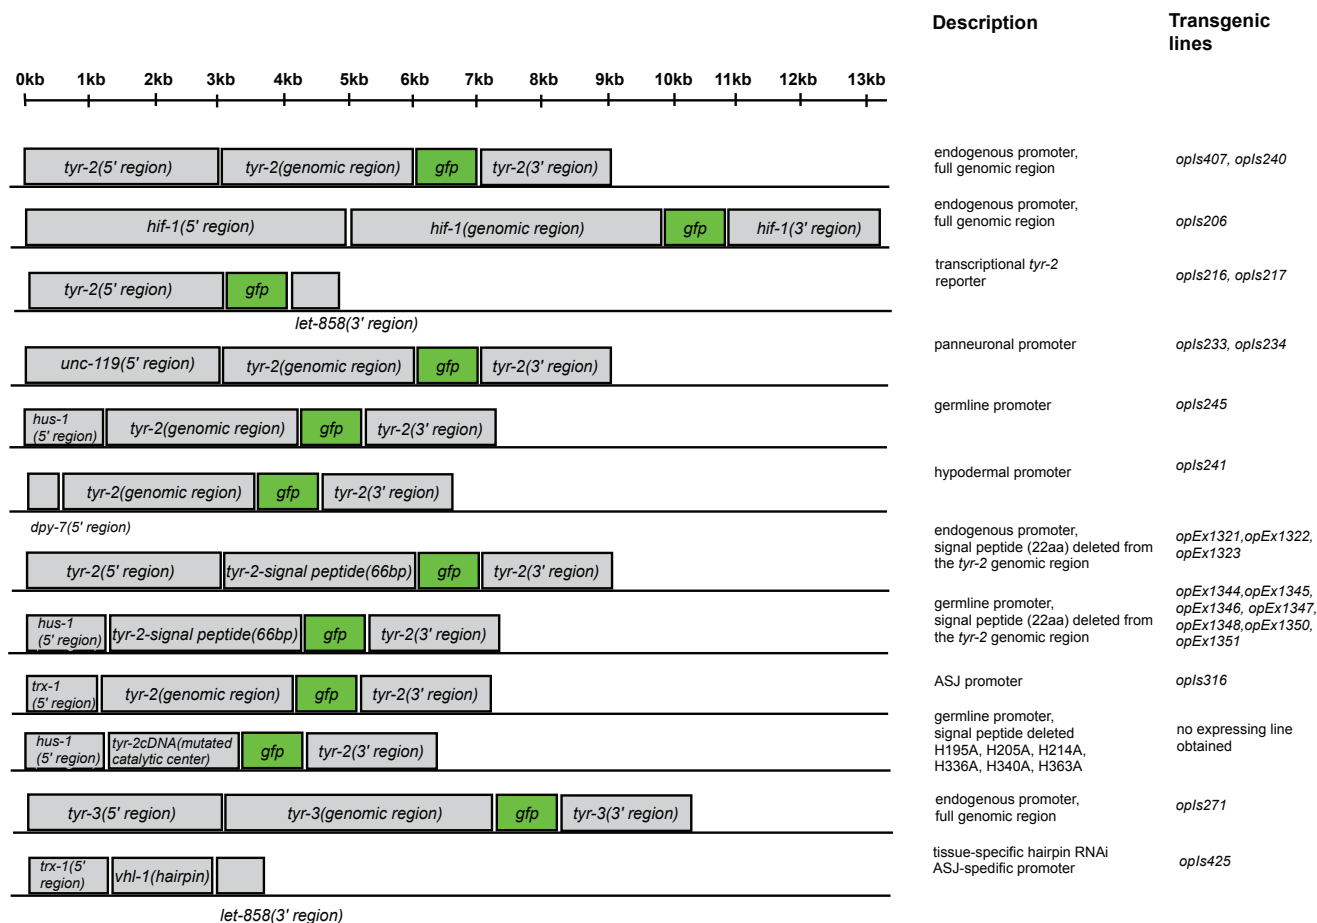 Description
Transgenic
lines
0kb 1kb 2kb 3kb 4kb 5kb 6kb 7kb 8kb 9kb 10kb 11kb 12kb 13kb
tyr-2(5' region) tyr-2(genomic region) gfp tyr-2(3' region)
endogenous promoter,
full genomic region
opIs407, opIs240
hif-1(5' region) hif-1(genomic region) gfp hif-1(3' region)
endogenous promoter,
full genomic region
opIs206
tyr-2(5' region) gfp
let-858(3' region)
transcriptional tyr-2
reporter
opIs216, opIs217
unc-119(5' region) tyr-2(genomic region) gfp tyr-2(3' region)
panneuronal promoter
opIs233, opIs234
hus-1
(5' region)
tyr-2(genomic region) gfp tyr-2(3' region)
germline promoter
opIs245
tyr-2(genomic region) gfp tyr-2(3' region)
dpy-7(5' region)
hypodermal promoter
opIs241
tyr-2(5' region) tyr-2-signal peptide(66bp) gfp tyr-2(3' region)
endogenous promoter,
signal peptide (22aa) deleted from
the tyr-2 genomic region
opEx1321,opEx1322,
opEx1323
hus-1
(5' region)
tyr-2-signal peptide(66bp) gfp tyr-2(3' region)
germline promoter,
signal peptide (22aa) deleted from
the tyr-2 genomic region
opEx1344,opEx1345,
opEx1346, opEx1347,
opEx1348,opEx1350,
opEx1351
trx-1
(5' region)
tyr-2(genomic region) gfp tyr-2(3' region)
ASJ promoter
opIs316
hus-1
(5' region)
tyr-2cDNA(mutated
catalytic center)
gfp tyr-2(3' region)
germline promoter,
signal peptide deleted
H195A, H205A, H214A,
H336A, H340A, H363A
no expressing line
obtained
tyr-3(5' region) tyr-3(genomic region) gfp tyr-3(3' region)
endogenous promoter,
full genomic region
opIs271
trx-1(5'
region)
vhl-1(hairpin)
let-858(3' region)
tissue-specific hairpin RNAi
ASJ-spedific promoter
opIs425